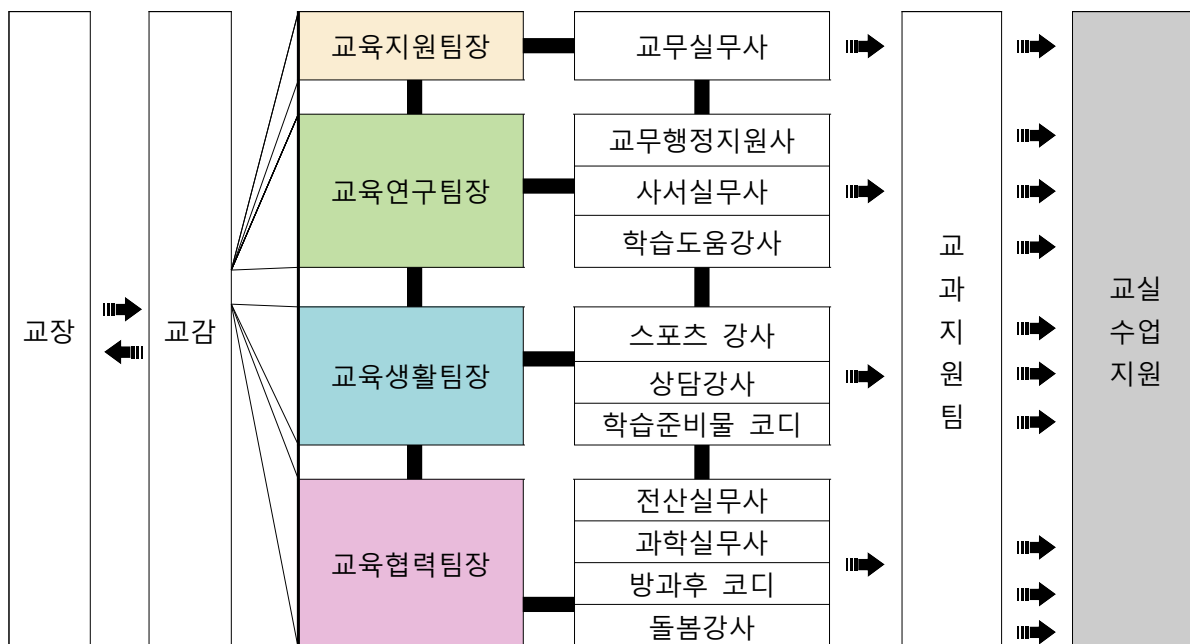 교장
교감
교육지원팀장
교무실무사
교육연구팀장
교무행정지원사
사서실무사
학습도움강사
교육생활팀장
스포츠 강사
상담강사
학습준비물 코디
교육협력팀장
전산실무사
과학실무사
방과후 코디
돌봄강사
교
과
지
원
팀
교실
수업
지원